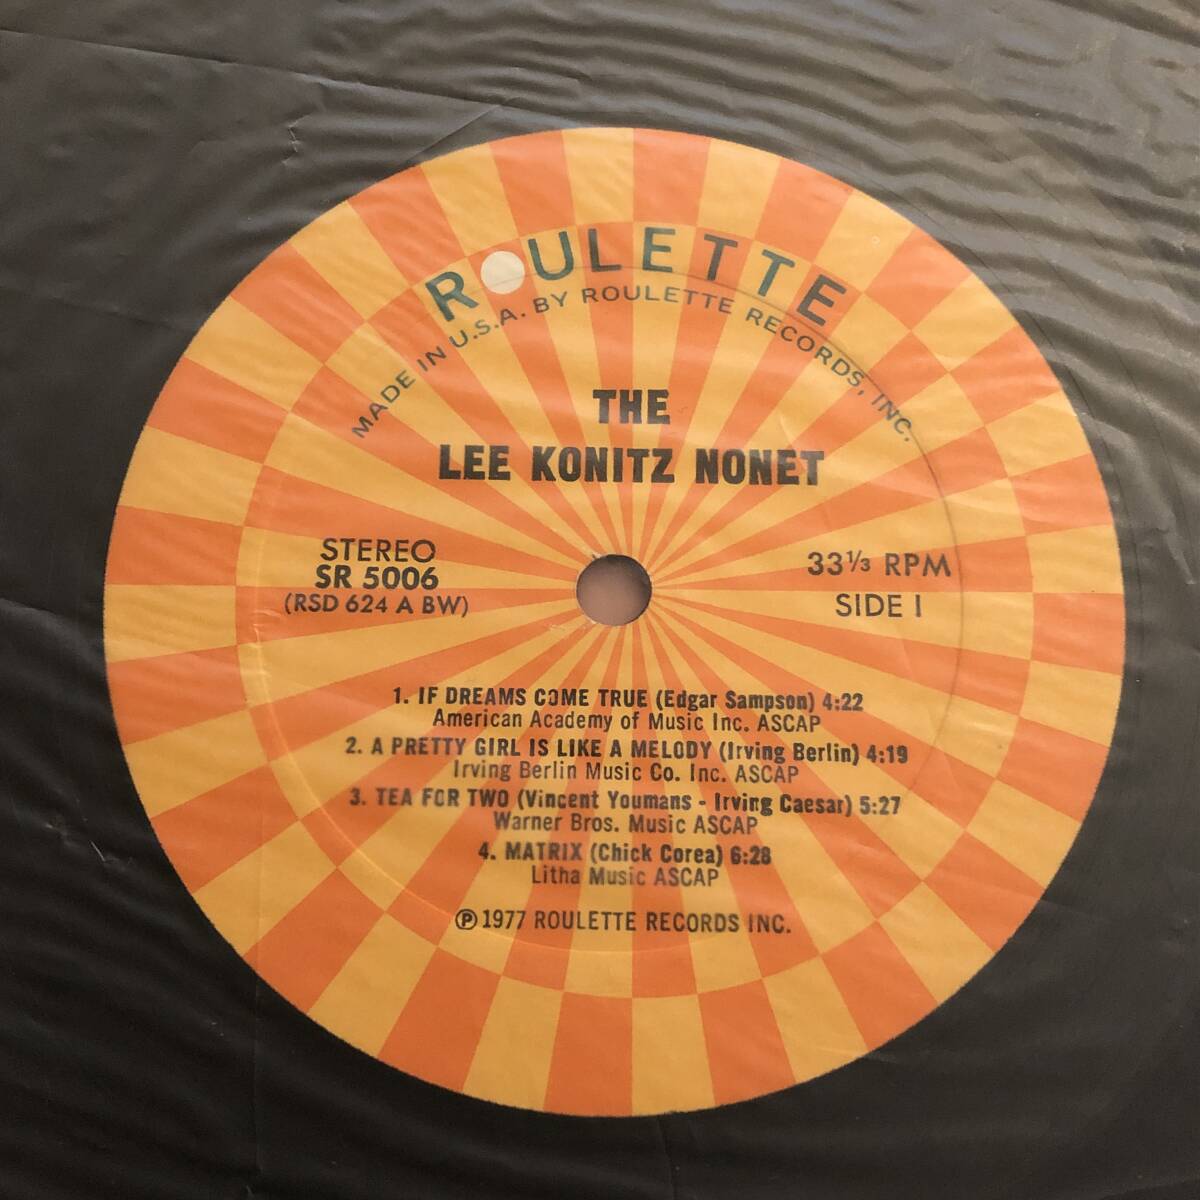 ROULETTE
MADE IN U.S.A. BY ROULETTE RECORDS, INC.
THE
LEE KONITZ NONET
STEREO
SR 5006
(RSD 624 A BW)
33 1/3 RPM
SIDE I
1. IF DREAMS COME TRUE (Edgar Sampson) 4:22
American Academy of Music Inc. ASCAP
2. A PRETTY GIRL IS LIKE A MELODY (Irving Berlin) 4:19
Irving Berlin Music Co. Inc. ASCAP
3. TEA FOR TWO (Vincent Youmans - Irving Caesar) 5:27
Warner Bros. Music ASCAP
4. MATRIX (Chick Corea) 6:28
Litha Music ASCAP
℗ 1977 ROULETTE RECORDS INC.